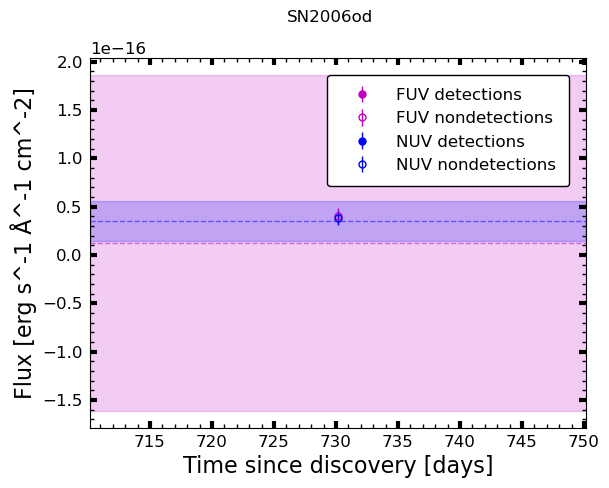 SN2006od
1e−16
2.0
1.5
1.0
0.5
0.0
−0.5
−1.0
−1.5
Flux [erg s^-1 Å^-1 cm^-2]
FUV detections
FUV nondetections
NUV detections
NUV nondetections
715 720 725 730 735 740 745 750
Time since discovery [days]